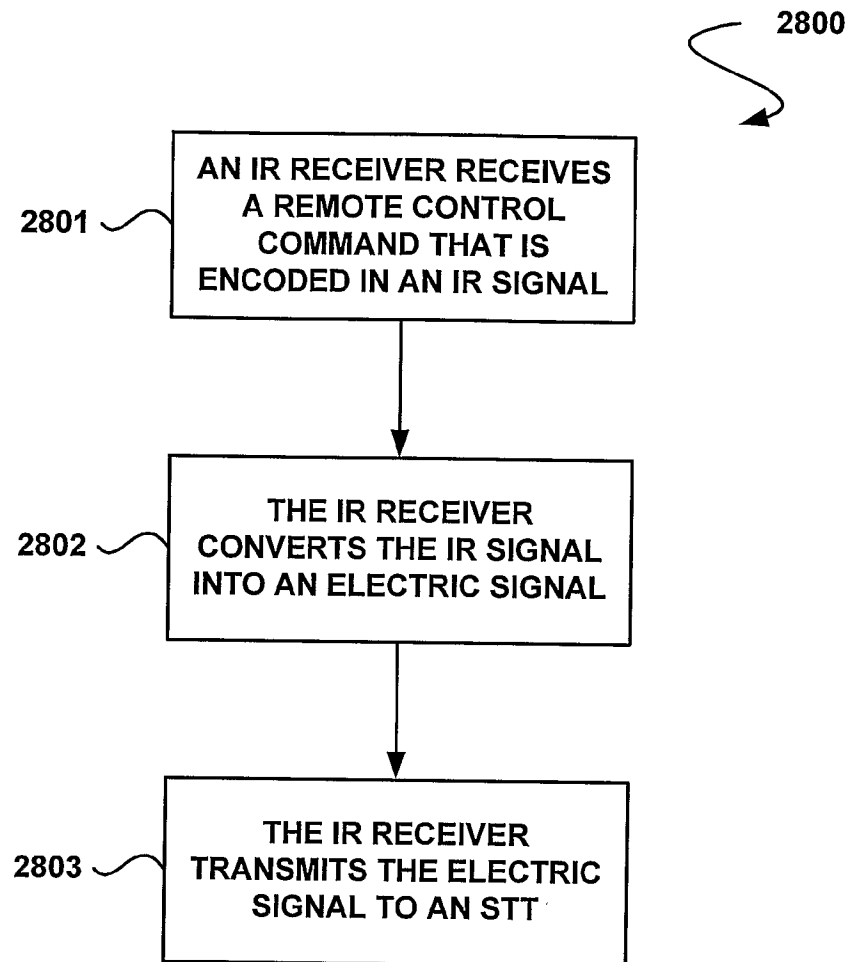 2800
AN IR RECEIVER RECEIVES
A REMOTE CONTROL
COMMAND THAT IS
ENCODED IN AN IR SIGNAL
2801
THE IR RECEIVER
CONVERTS THE IR SIGNAL
INTO AN ELECTRIC SIGNAL
2802
THE IR RECEIVER
TRANSMITS THE ELECTRIC
SIGNAL TO AN STT
2803